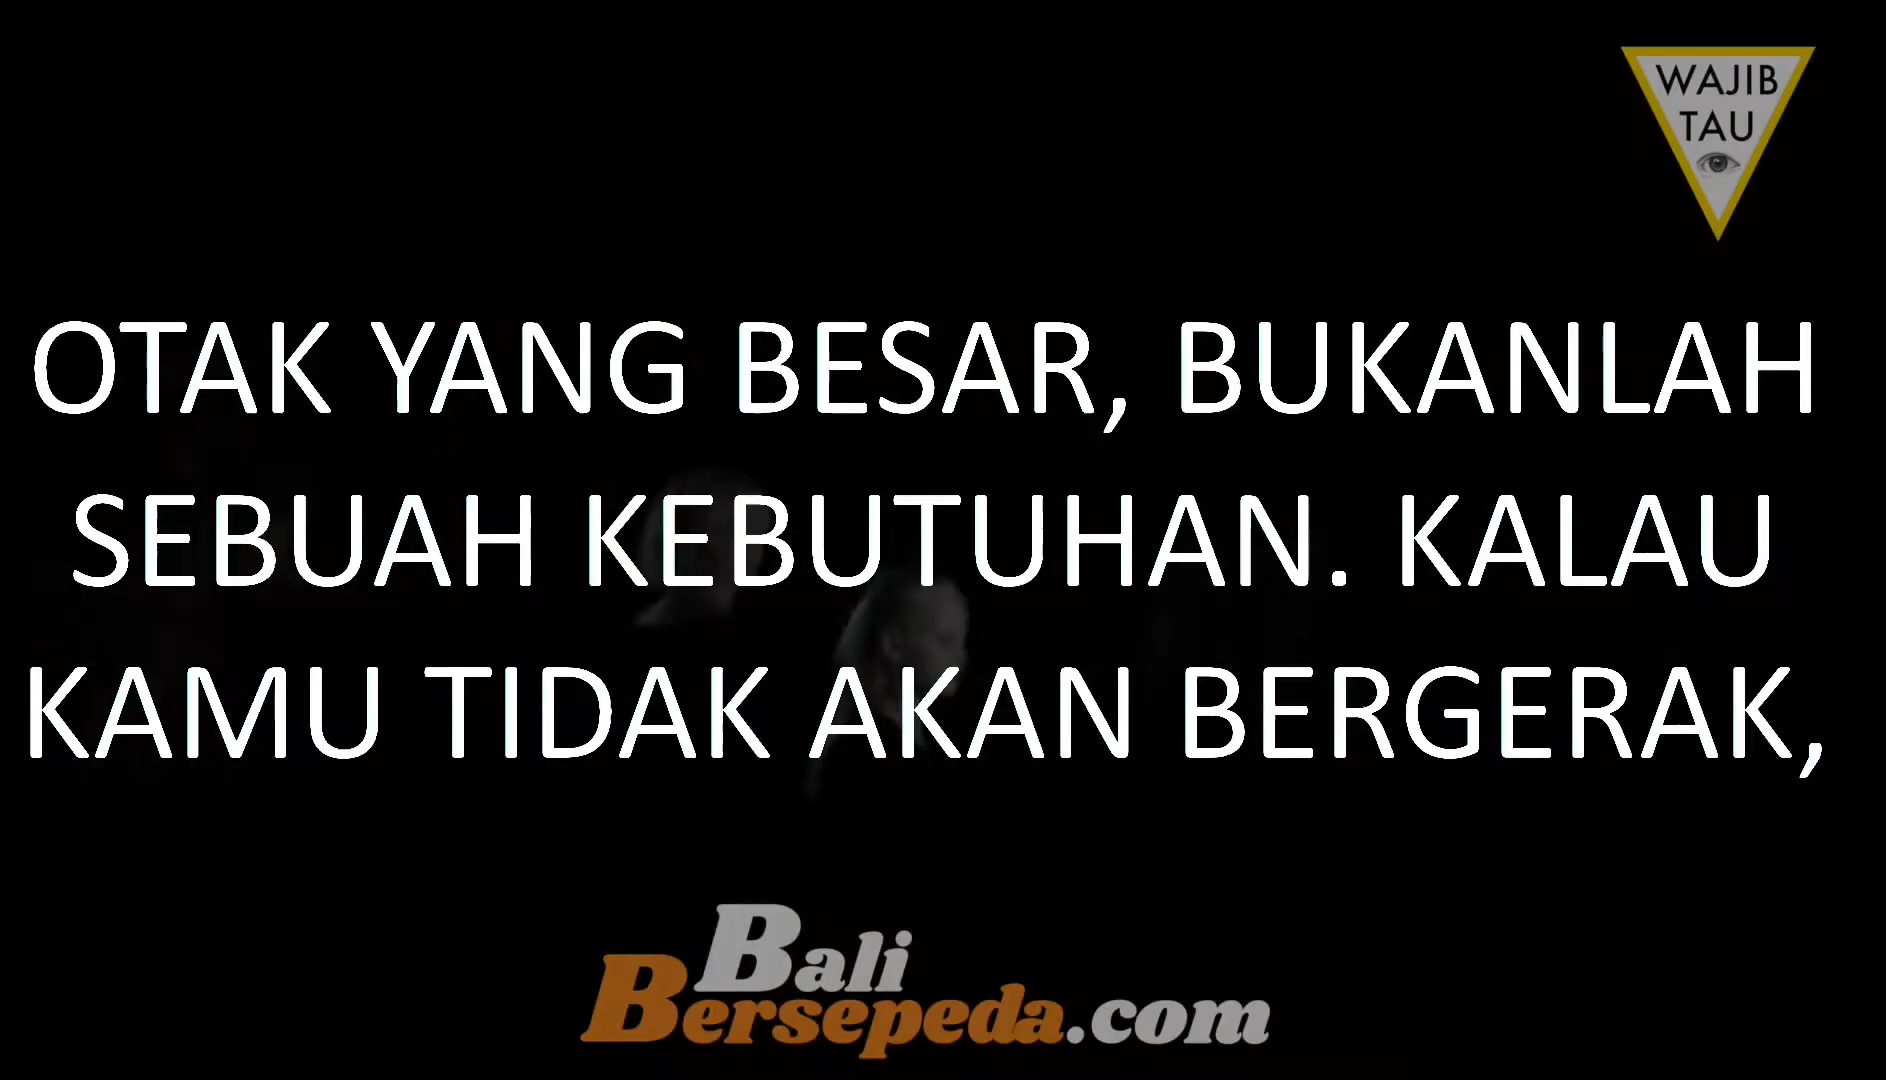 WAJIB
TAU
OTAK YANG BESAR, BUKANLAH
SEBUAH KEBUTUHAN. KALAU
KAMU TIDAK AKAN BERGERAK,
Bali
Bersepeda.com